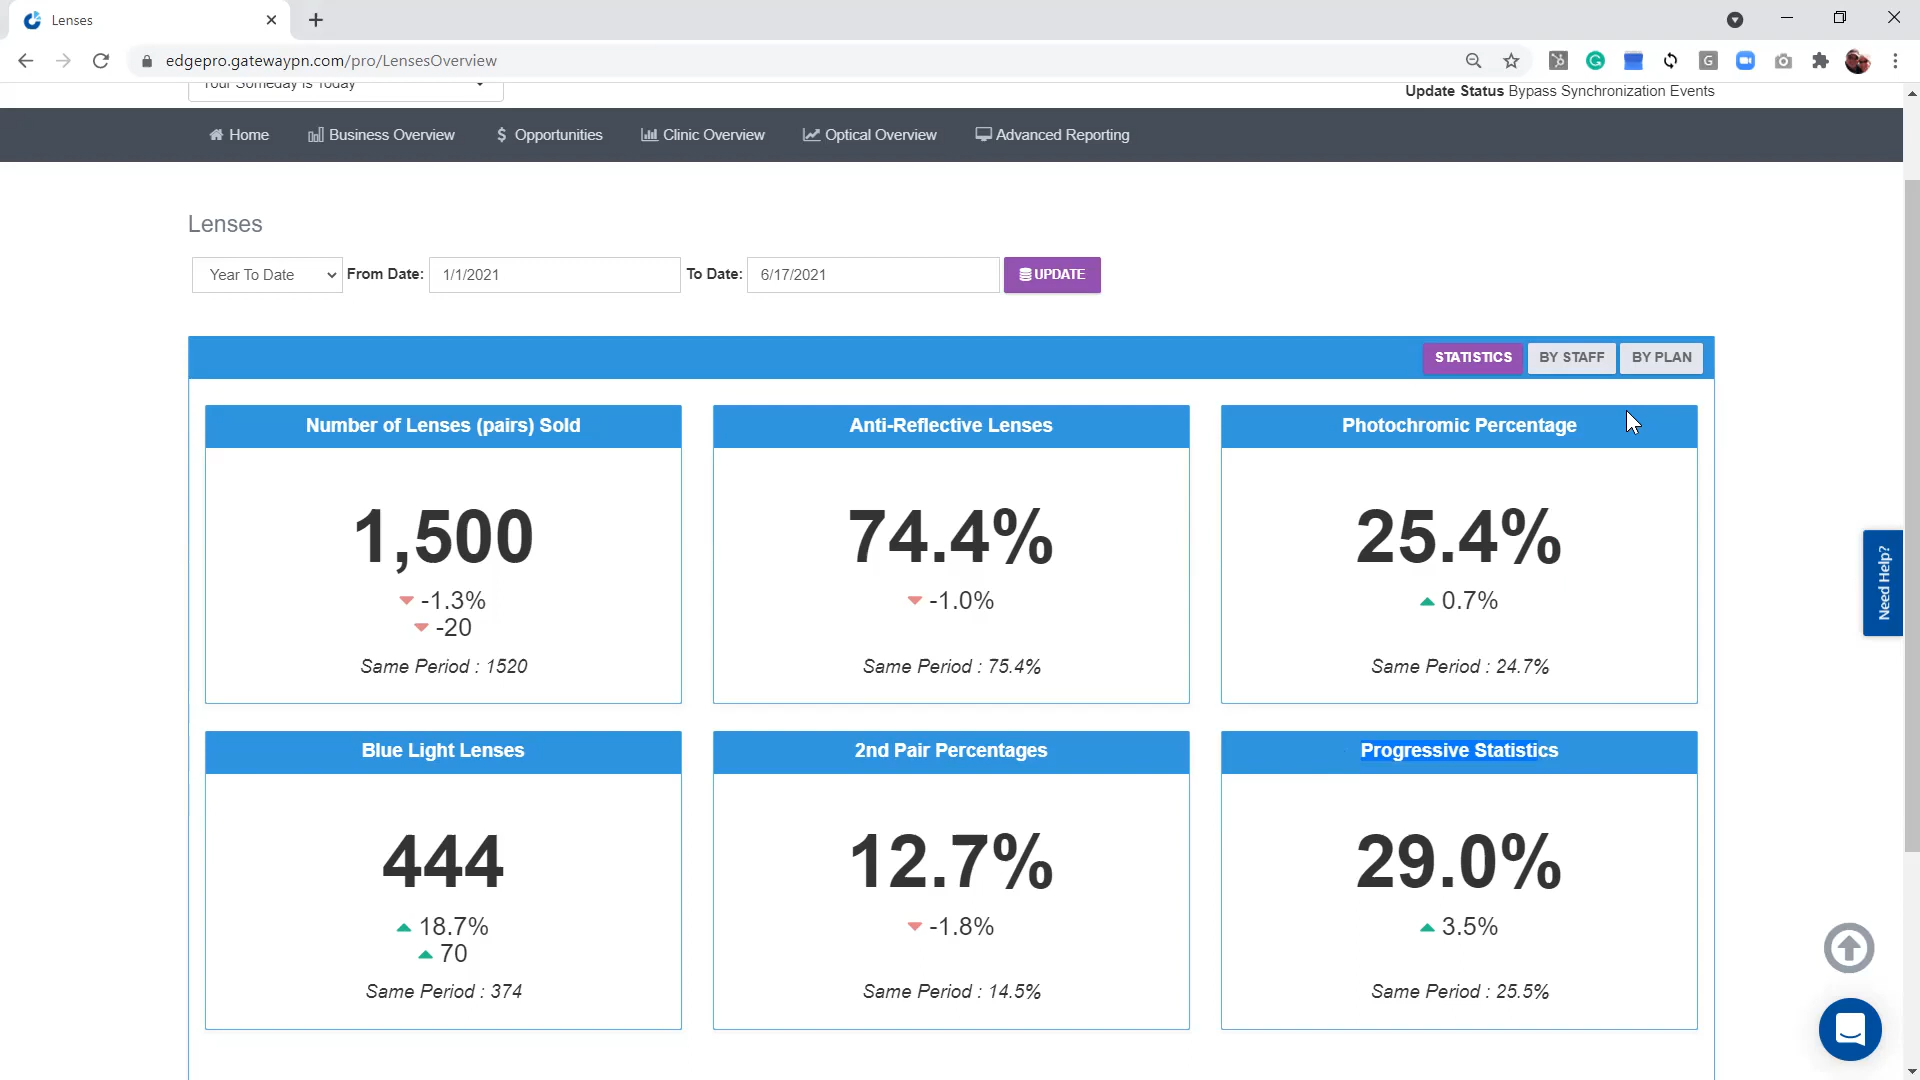 Lenses
edgepro.gatewaypn.com/pro/LensesOverview
Your Someday is Today
Update Status Bypass Synchronization Events
Home Business Overview $ Opportunities Clinic Overview Optical Overview Advanced Reporting
Lenses
Year To Date From Date: 1/1/2021 To Date: 6/17/2021 UPDATE
STATISTICS BY STAFF BY PLAN
Number of Lenses (pairs) Sold
1,500
-1.3%
-20
Same Period : 1520
Anti-Reflective Lenses
74.4%
-1.0%
Same Period : 75.4%
Photochromic Percentage
25.4%
0.7%
Same Period : 24.7%
Blue Light Lenses
444
18.7%
70
Same Period : 374
2nd Pair Percentages
12.7%
-1.8%
Same Period : 14.5%
Progressive Statistics
29.0%
3.5%
Same Period : 25.5%
Need Help?